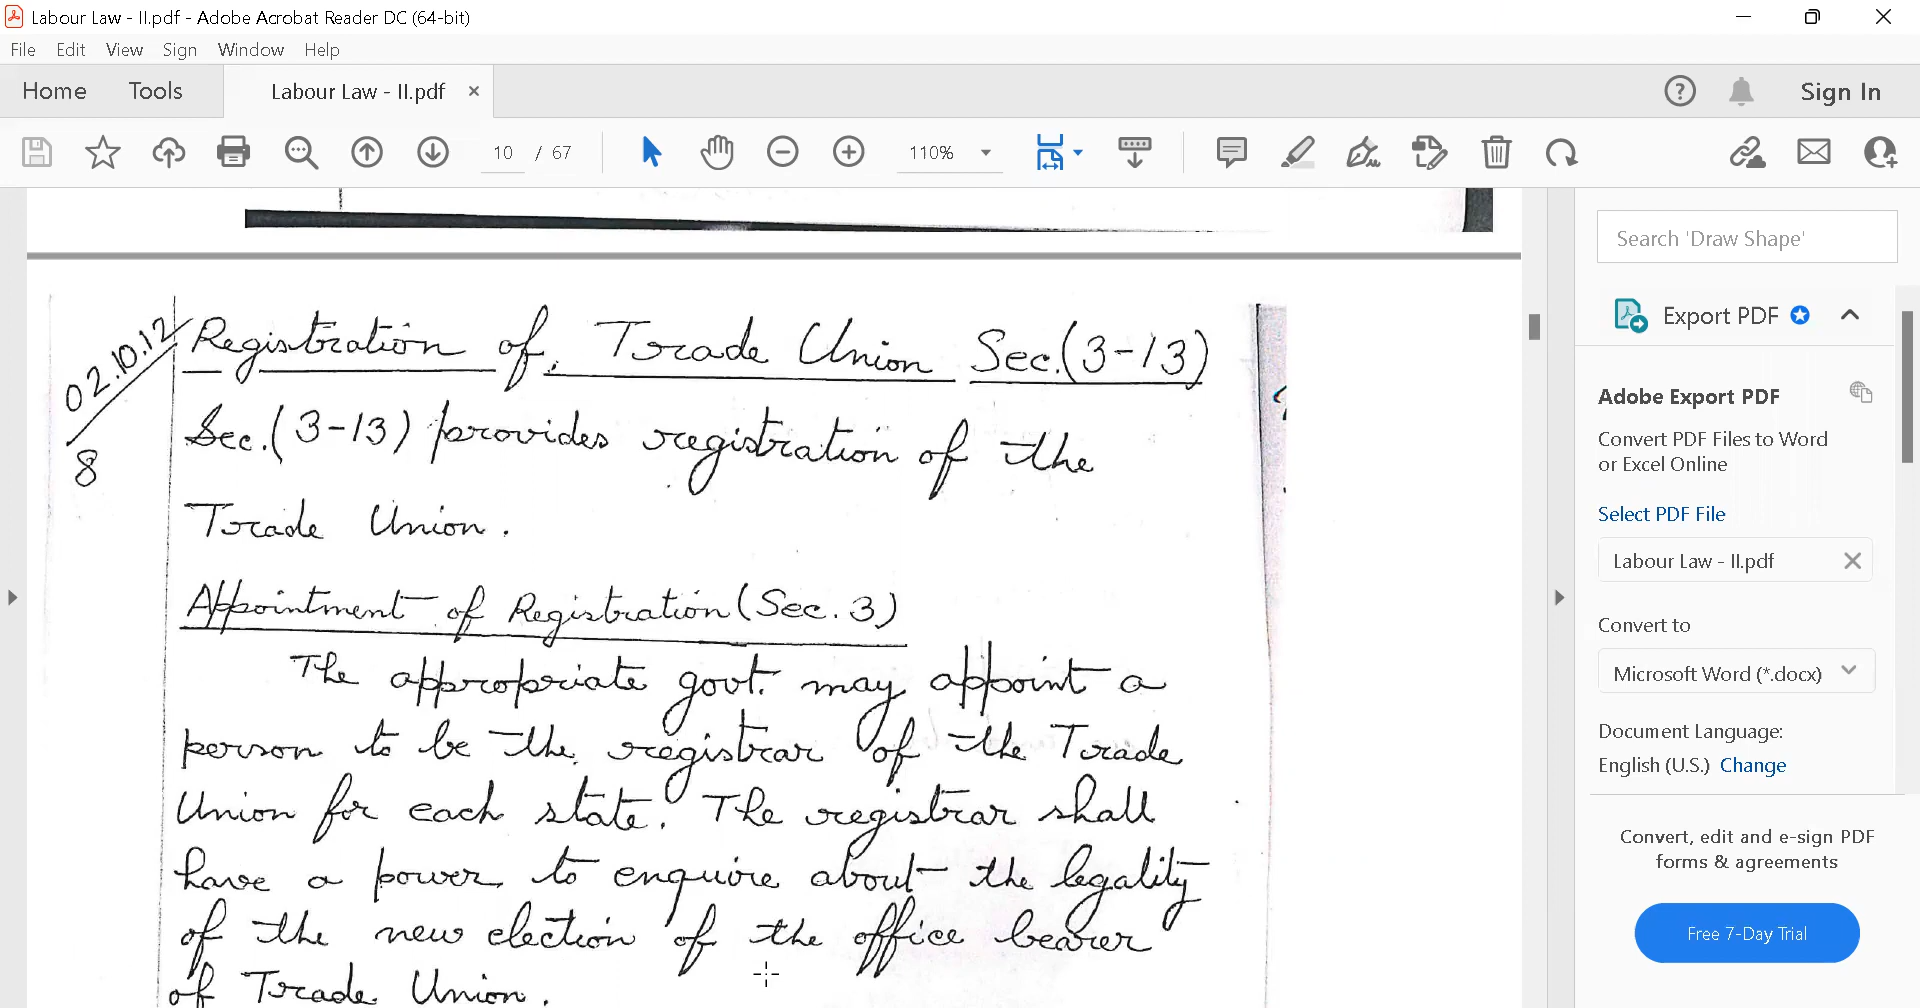 Labour Law - II.pdf - Adobe Acrobat Reader DC (64-bit)
File Edit View Sign Window Help
Home Tools Labour Law - II.pdf × Sign In
10 / 67 110%
Search 'Draw Shape'
02.10.12
8
Registration of Trade Union Sec.(3-13)
Sec.(3-13) provides registration of the
Trade Union.
Appointment of Registration (Sec. 3)
The appropriate govt. may appoint a
person to be the registrar of the Trade
Union for each state. The registrar shall
have a power to enquire about the legality
of the new election of the office bearer
of Trade Union.
Export PDF
Adobe Export PDF
Convert PDF Files to Word
or Excel Online
Select PDF File
Labour Law - II.pdf
Convert to
Microsoft Word (*.docx)
Document Language:
English (U.S.) Change
Convert, edit and e-sign PDF
forms & agreements
Free 7-Day Trial